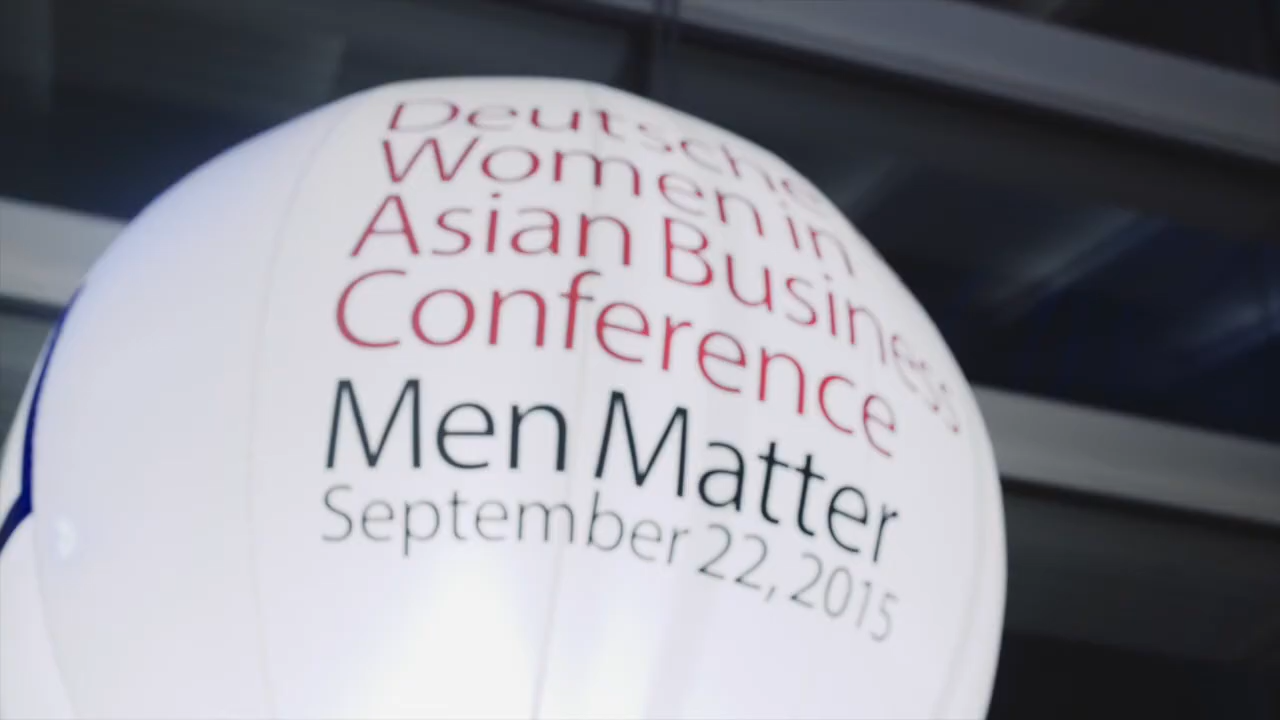 Deutsche
Women in
Asian Business
Conference
Men Matter
September 22, 2015